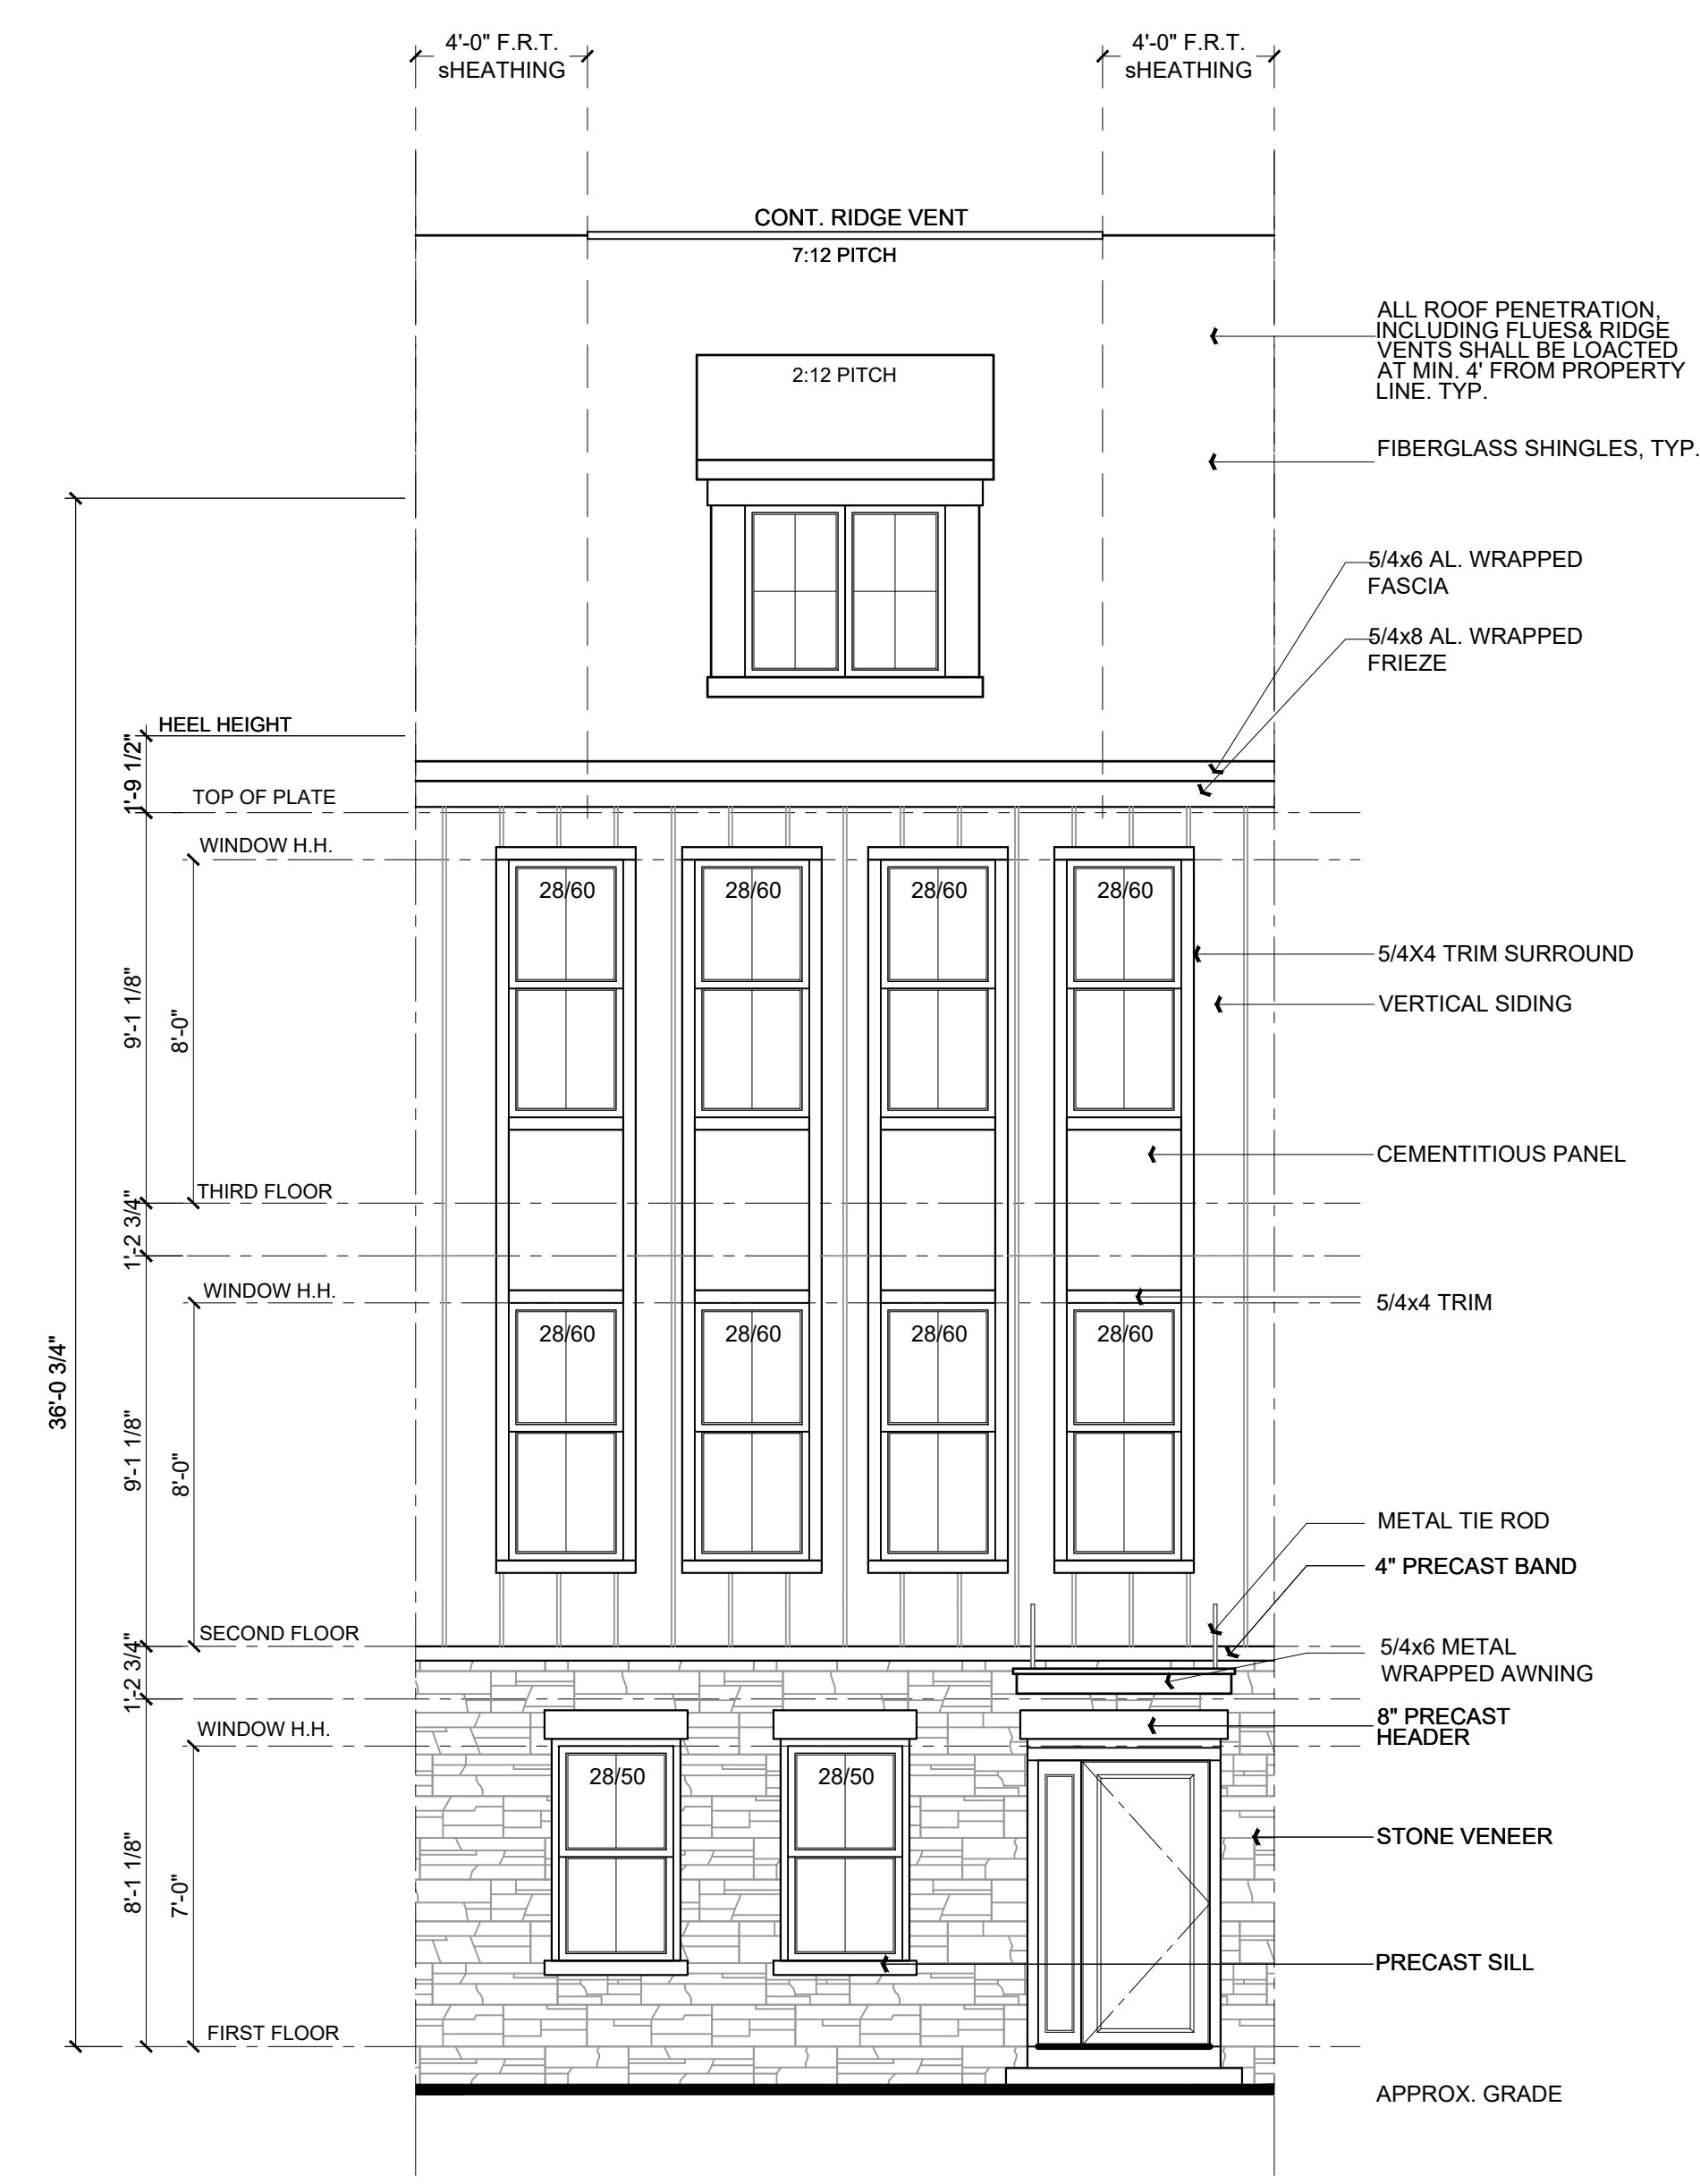 4'-0" F.R.T.
sHEATHING
4'-0" F.R.T.
sHEATHING
CONT. RIDGE VENT
7:12 PITCH
2:12 PITCH
ALL ROOF PENETRATION,
INCLUDING FLUES& RIDGE
VENTS SHALL BE LOACTED
AT MIN. 4' FROM PROPERTY
LINE. TYP.
FIBERGLASS SHINGLES, TYP.
5/4x6 AL. WRAPPED
FASCIA
5/4x8 AL. WRAPPED
FRIEZE
HEEL HEIGHT
1'-9 1/2"
TOP OF PLATE
WINDOW H.H.
28/60
28/60
28/60
28/60
5/4X4 TRIM SURROUND
VERTICAL SIDING
9'-1 1/8"
8'-0"
CEMENTITIOUS PANEL
THIRD FLOOR
1'-2 3/4"
WINDOW H.H.
5/4x4 TRIM
28/60
28/60
28/60
28/60
36'-0 3/4"
9'-1 1/8"
8'-0"
METAL TIE ROD
4" PRECAST BAND
SECOND FLOOR
1'-2 3/4"
5/4x6 METAL
WRAPPED AWNING
8" PRECAST
HEADER
WINDOW H.H.
28/50
28/50
STONE VENEER
8'-1 1/8"
7'-0"
PRECAST SILL
FIRST FLOOR
APPROX. GRADE